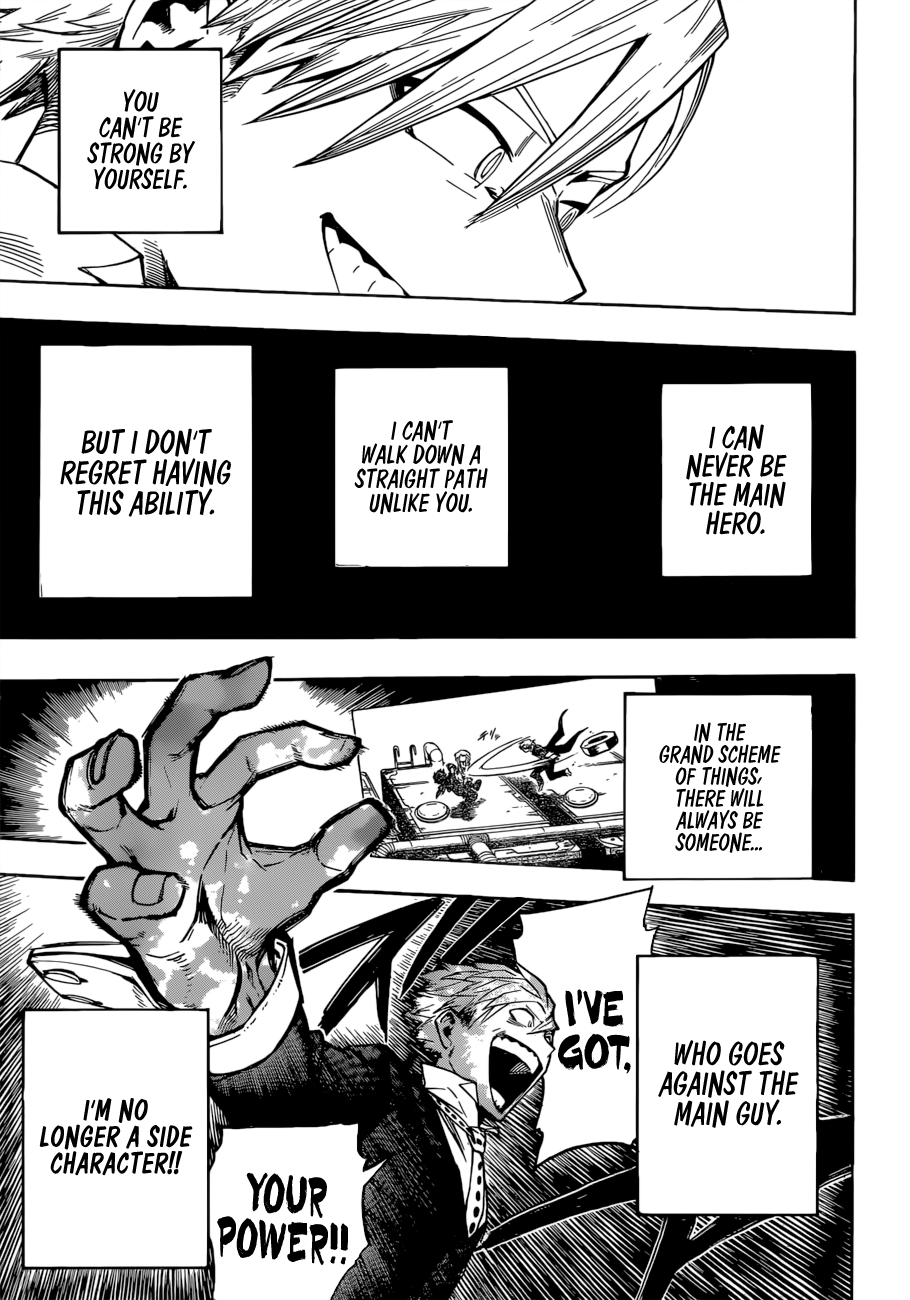 YOU
CAN'T BE
STRONG BY
YOURSELF.
I CAN
NEVER BE
THE MAIN
HERO.
I CAN'T
WALK DOWN A
STRAIGHT PATH
UNLIKE YOU.
BUT I DON'T
REGRET HAVING
THIS ABILITY.
IN THE
GRAND SCHEME
OF THINGS,
THERE WILL
ALWAYS BE
SOMEONE...
WHO GOES
AGAINST THE
MAIN GUY.
I'VE
GOT,
YOUR
POWER!!
I'M NO
LONGER A SIDE
CHARACTER!!